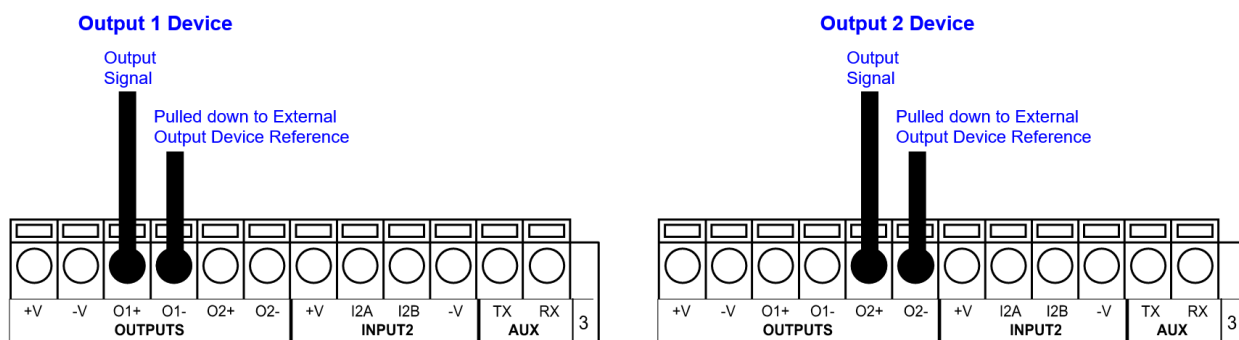 Output 1 Device
Output
Signal
Pulled down to External
Output Device Reference
+V -V O1+ O1- O2+ O2- +V I2A I2B -V TX RX
OUTPUTS INPUT2 AUX 3
Output 2 Device
Output
Signal
Pulled down to External
Output Device Reference
+V -V O1+ O1- O2+ O2- +V I2A I2B -V TX RX
OUTPUTS INPUT2 AUX 3